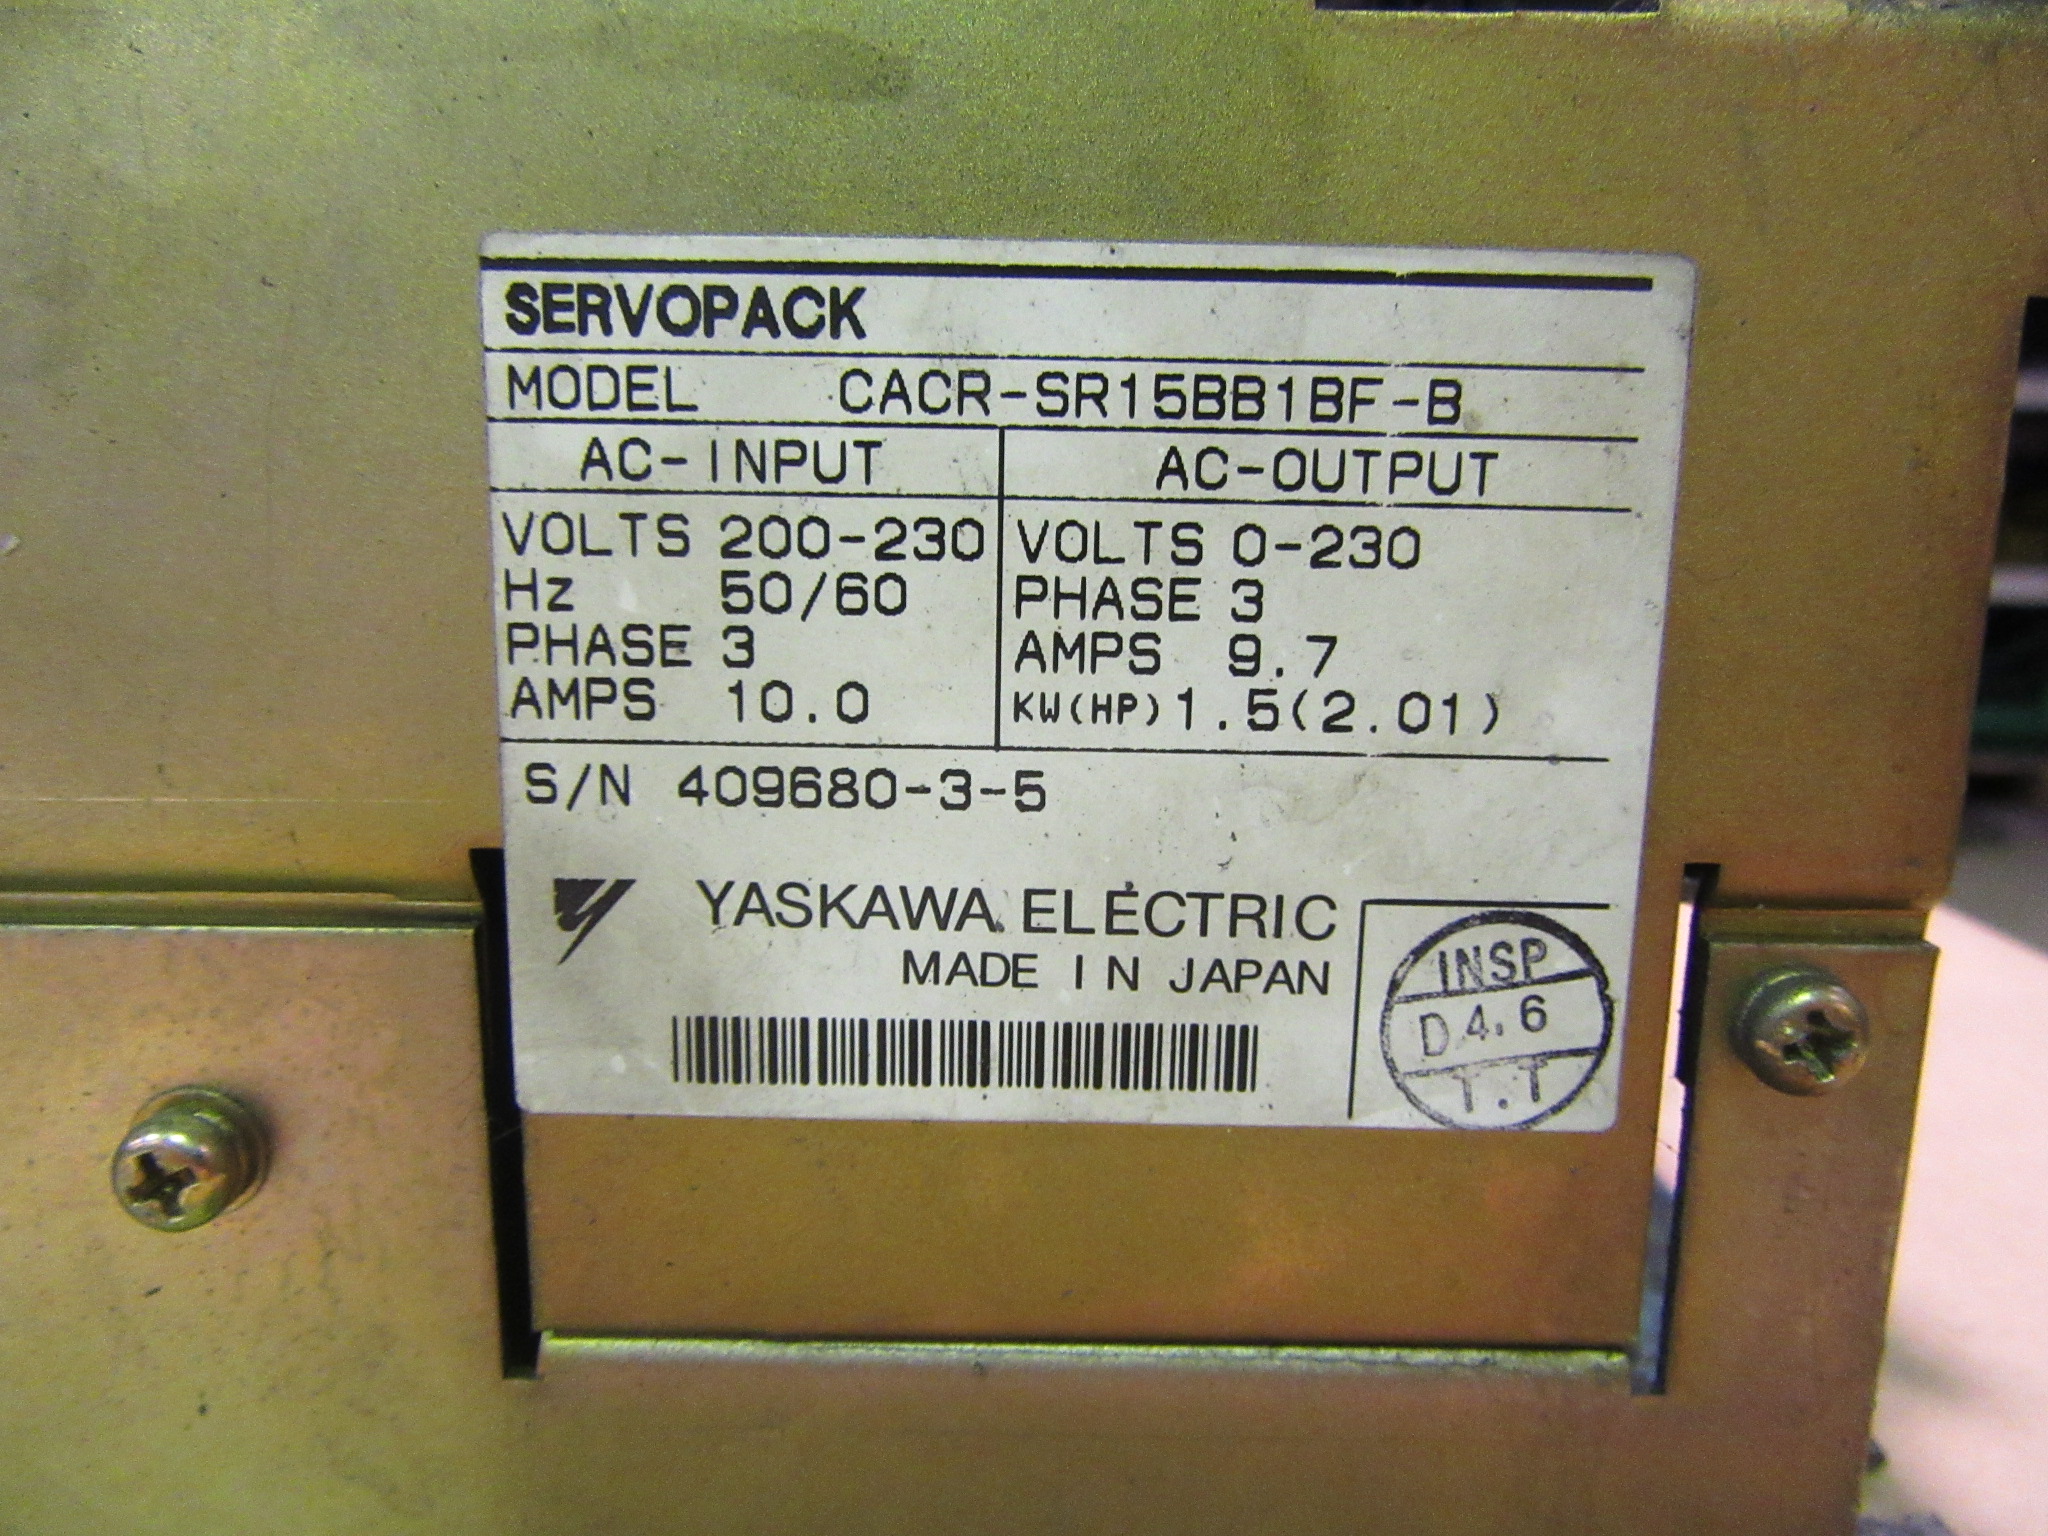 SERVOPACK
MODEL CACR-SR15BB1BF-B
AC-INPUT AC-OUTPUT
VOLTS 200-230 VOLTS 0-230
Hz 50/60 PHASE 3
PHASE 3 AMPS 9.7
AMPS 10.0 KW(HP) 1.5(2.01)
S/N 409680-3-5
YASKAWA ELECTRIC
MADE IN JAPAN
INSP
D4.6
T.T